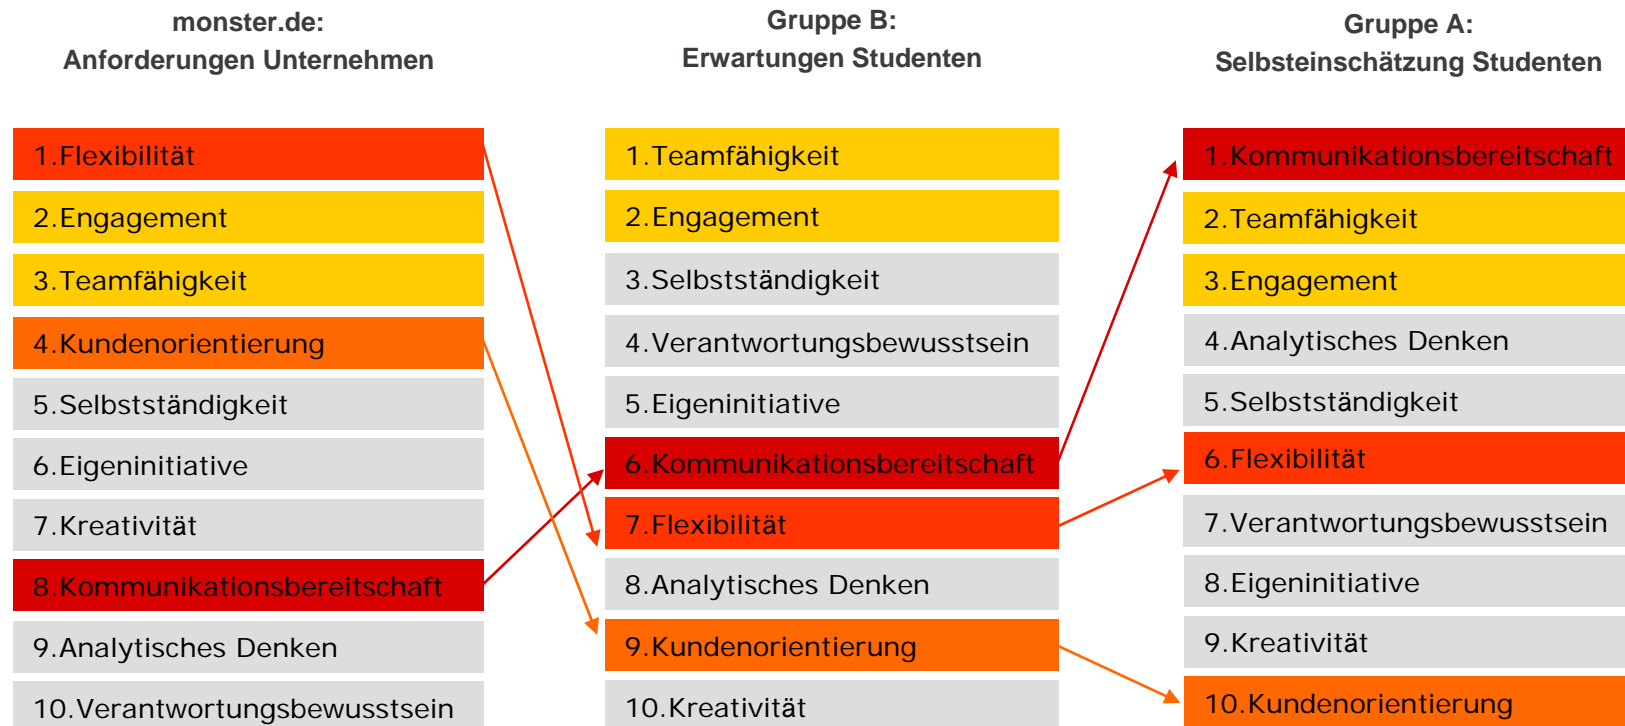 monster.de:
Anforderungen Unternehmen
1.Flexibilität
2.Engagement
3.Teamfähigkeit
4.Kundenorientierung
5.Selbstständigkeit
6.Eigeninitiative
7.Kreativität
8.Kommunikationsbereitschaft
9.Analytisches Denken
10.Verantwortungsbewusstsein
Gruppe B:
Erwartungen Studenten
1.Teamfähigkeit
2.Engagement
3.Selbstständigkeit
4.Verantwortungsbewusstsein
5.Eigeninitiative
6.Kommunikationsbereitschaft
7.Flexibilität
8.Analytisches Denken
9.Kundenorientierung
10.Kreativität
Gruppe A:
Selbsteinschätzung Studenten
1.Kommunikationsbereitschaft
2.Teamfähigkeit
3.Engagement
4.Analytisches Denken
5.Selbstständigkeit
6.Flexibilität
7.Verantwortungsbewusstsein
8.Eigeninitiative
9.Kreativität
10.Kundenorientierung